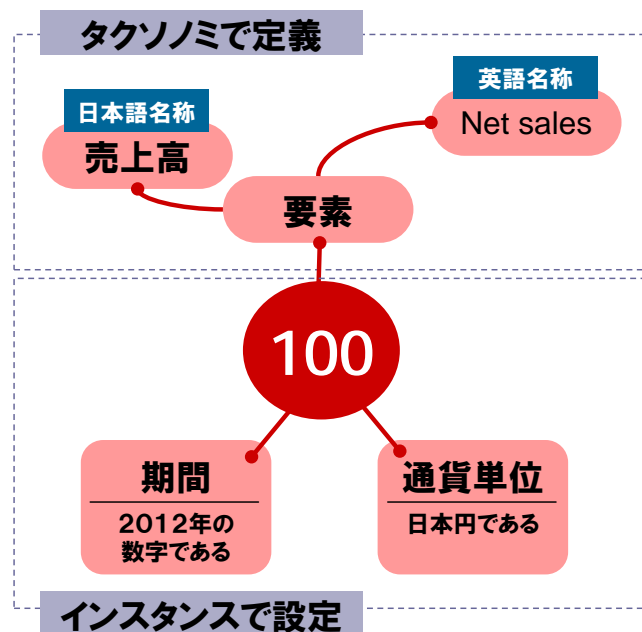 タクソノミで定義
英語名称
Net sales
日本語名称
売上高
要素
100
期間
2012年の
数字である
通貨単位
日本円である
インスタンスで設定